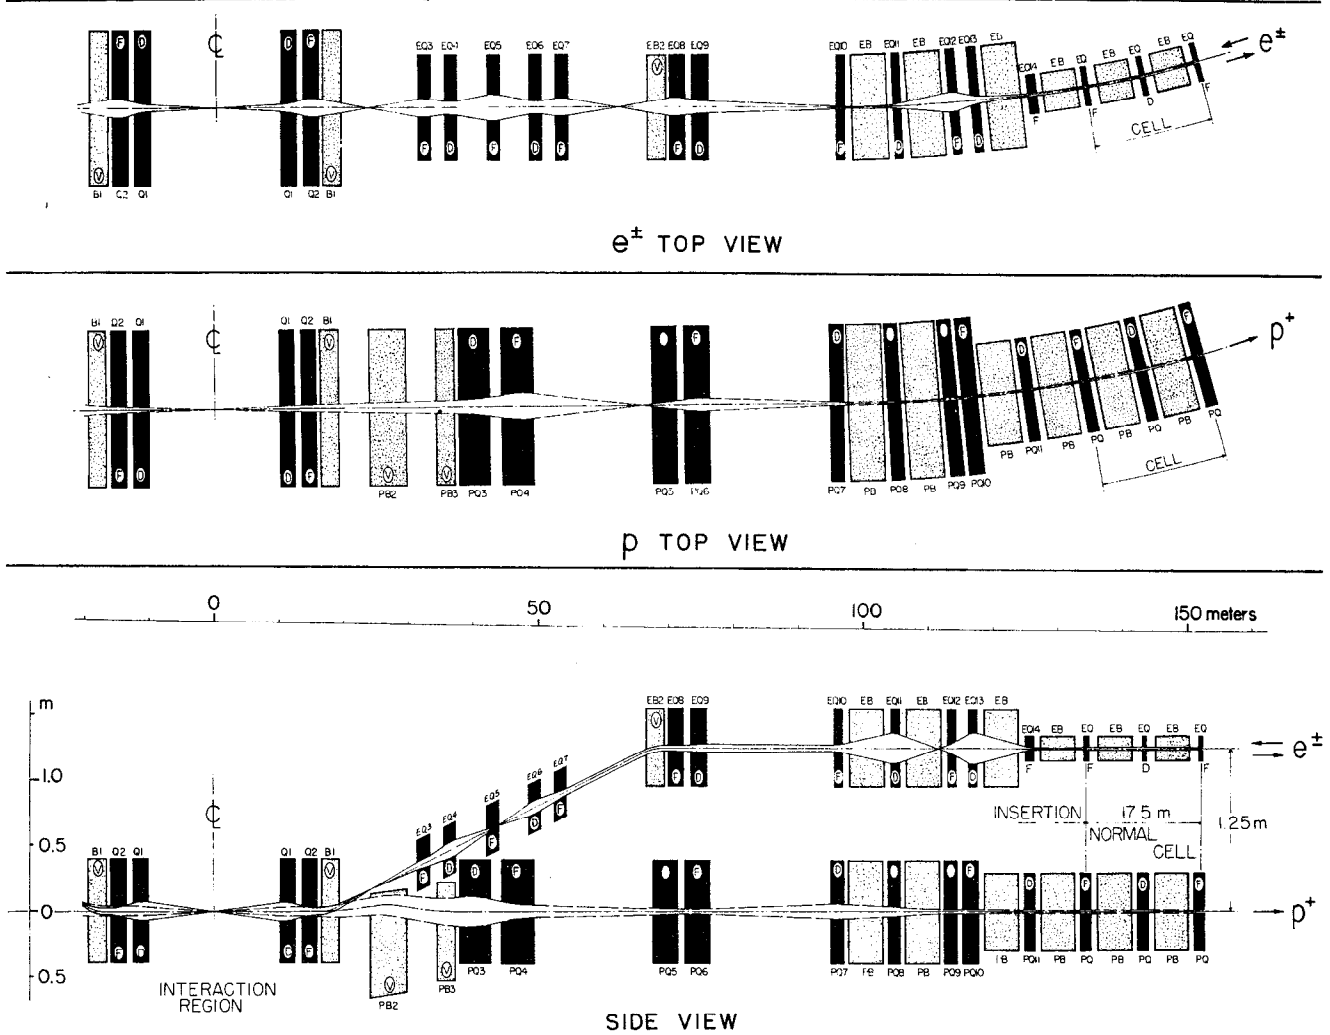 EQ3 EQ4 EQ5 EQ6 EQ7 EB2 EQ8 EQ9 EQ10 EB EQ11 EB EQ12 EQ13 EB EQ14 EB EQ EB EQ EB EQ
F D D F V e±
V V F D F D F F D F D F D F F D F
B1 Q2 Q1 Q1 Q2 B1
CELL
e± TOP VIEW
B1 Q2 Q1 Q1 Q2 B1
V V D F F D F D F D F p+
F D D F V V
PB2 PB3 PQ3 PQ4 PQ5 PQ6 PQ7 PB PQ8 PB PQ9 PQ10 PB PQ11 PB PQ PB PQ PB PQ
CELL
p TOP VIEW
0 50 100 150 meters
m
EB2 EQ8 EQ9 EQ10 EB EQ11 EB EQ12 EQ13 EB EQ14 EB EQ EB EQ EB EQ
V e±
F D F D F D F F D F
1.0
EQ3 EQ4 EQ5 EQ6 EQ7
F D F D F
INSERTION 17.5 m 1.25 m
NORMAL
CELL
0.5
B1 Q2 Q1 Q1 Q2 B1
V V D F F D F D F D F
0 p+
F F D F
0.5 V V
PB2 PB3 PQ3 PQ4 PQ5 PQ6 PQ7 PB PQ8 PB PQ9 PQ10 PB PQ11 PB PQ PB PQ PB PQ
INTERACTION
REGION
SIDE VIEW